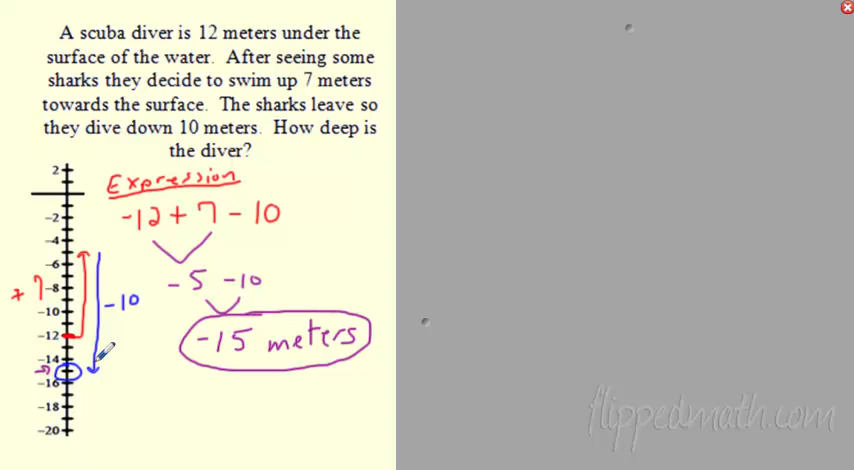 A scuba diver is 12 meters under the
surface of the water. After seeing some
sharks they decide to swim up 7 meters
towards the surface. The sharks leave so
they dive down 10 meters. How deep is
the diver?
Expression
-12 + 7 - 10
-5 -10
-15 meters
2
-2
-4
-6
-8
-10
-12
-14
-16
-18
-20
+7
-10
flippedmath.com